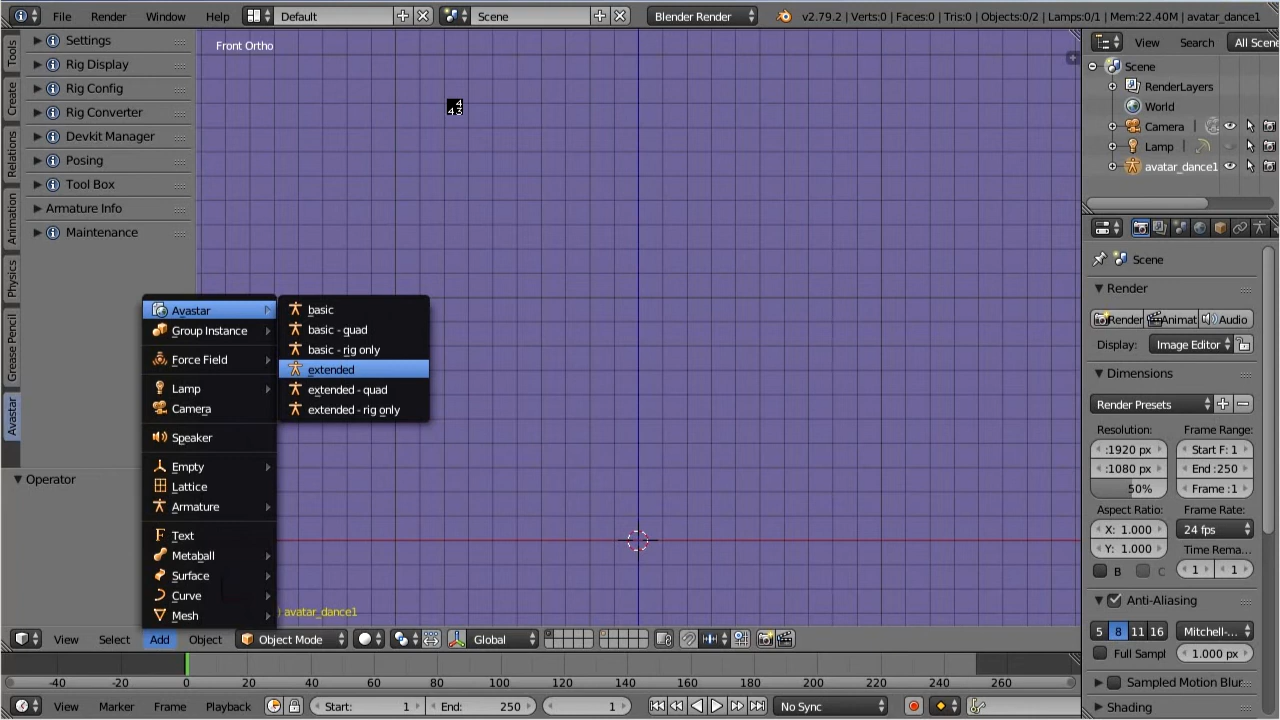 File Render Window Help Default Scene Blender Render v2.79.2 | Verts:0 | Faces:0 | Tris:0 | Objects:0/2 | Lamps:0/1 | Mem:22.40M | avatar_dance1
Tools
Create
Relations
Animation
Physics
Grease Pencil
Avastar
Settings
Rig Display
Rig Config
Rig Converter
Devkit Manager
Posing
Tool Box
Armature Info
Maintenance
Operator
Front Ortho
4
43
Avastar
Group Instance
Force Field
Lamp
Camera
Speaker
Empty
Lattice
Armature
Text
Metaball
Surface
Curve
Mesh
basic
basic - quad
basic - rig only
extended
extended - quad
extended - rig only
) avatar_dance1
View Select Add Object Object Mode Global
-40 -20 0 20 40 60 80 100 120 140 160 180 200 220 240 260
View Marker Frame Playback Start: 1 End: 250 1 No Sync
View Search All Scene
Scene
RenderLayers
World
Camera |
Lamp |
avatar_dance1
Scene
Render
Render Animat Audio
Display: Image Editor
Dimensions
Render Presets
Resolution: Frame Range:
:1920 px Start F: 1
:1080 px End :250
50% Frame :1
Aspect Ratio: Frame Rate:
X: 1.000 24 fps
Y: 1.000 Time Rema...
B C 1 1
Anti-Aliasing
5 8 11 16 Mitchell-...
Full Sampl 1.000 px
Sampled Motion Blur
Shading